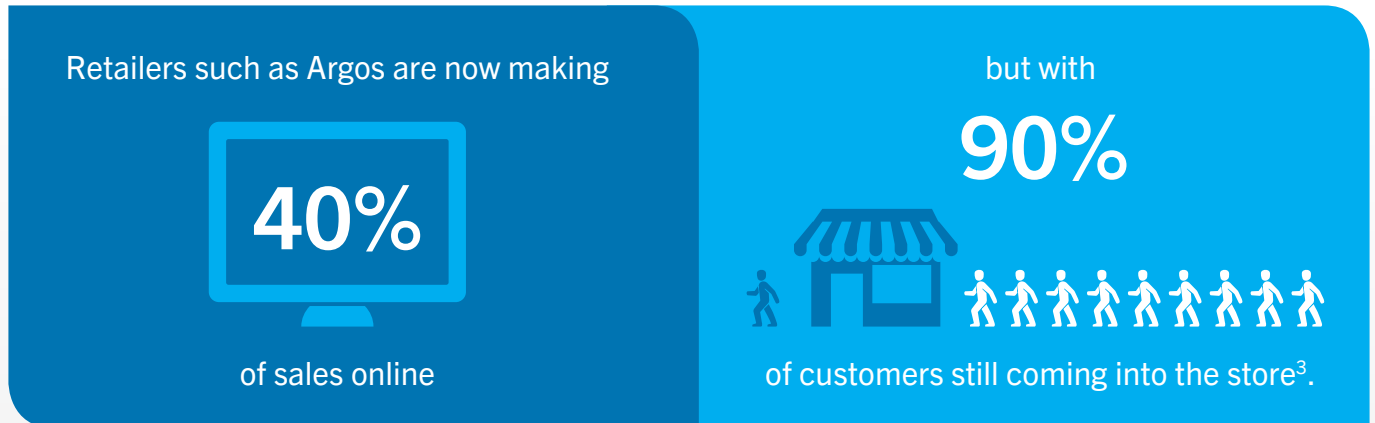 Retailers such as Argos are now making
40%
of sales online
but with
90%
of customers still coming into the store³.